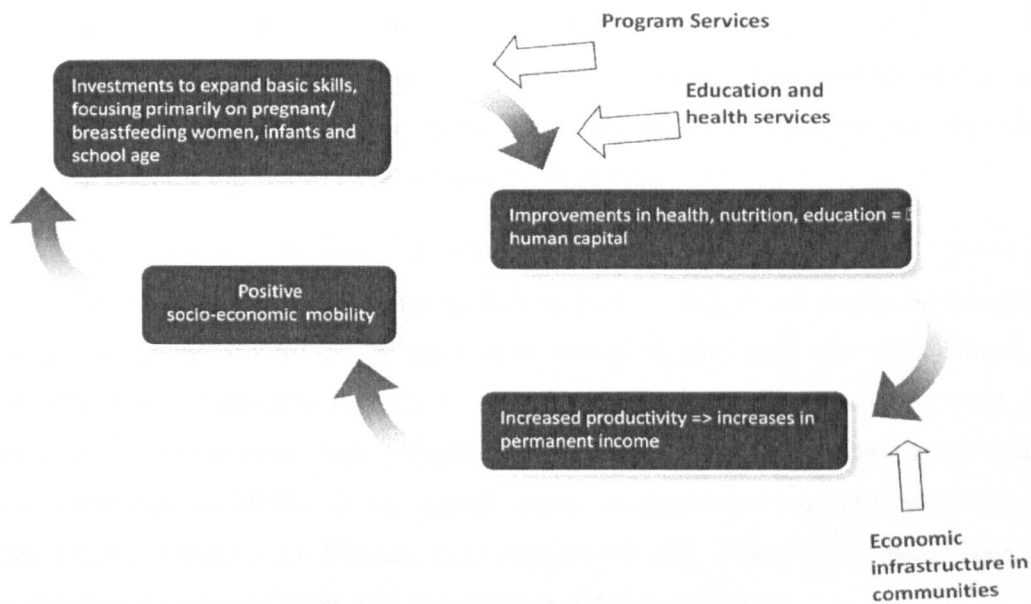 Program Services
Investments to expand basic skills,
focusing primarily on pregnant/
breastfeeding women, infants and
school age
Education and
health services
Improvements in health, nutrition, education =
human capital
Positive
socio-economic mobility
Increased productivity => increases in
permanent income
Economic
infrastructure in
communities